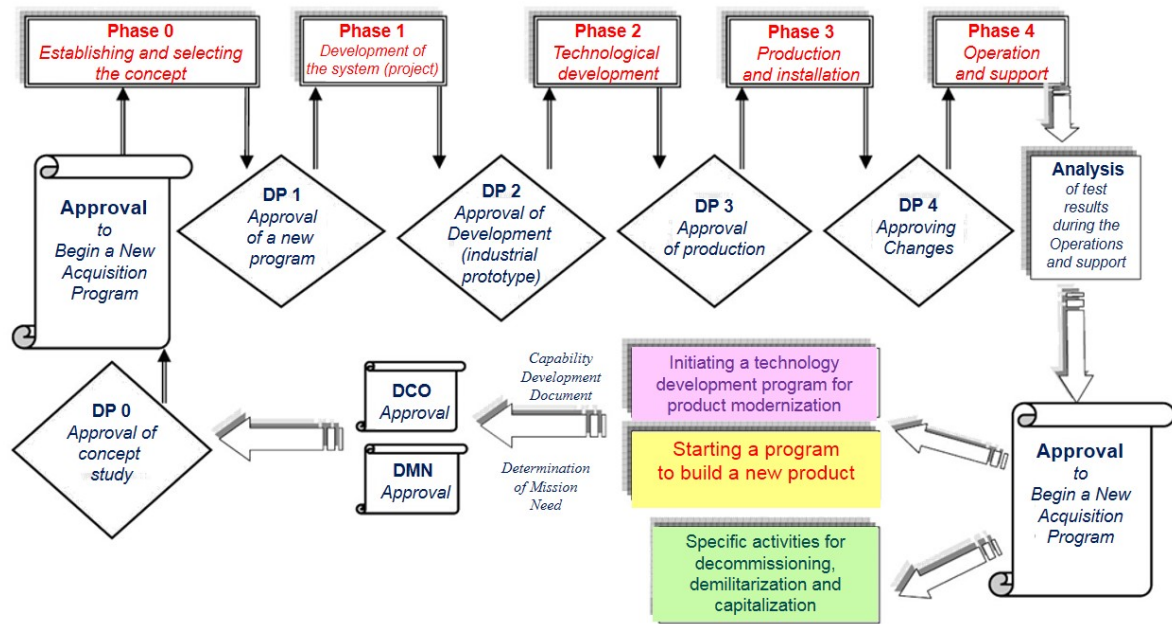 Phase 0
Establishing and selecting
the concept
Phase 1
Development of
the system (project)
Phase 2
Technological
development
Phase 3
Production
and installation
Phase 4
Operation
and support
Approval
to
Begin a New
Acquisition
Program
DP 1
Approval
of a new
program
DP 2
Approval of
Development
(industrial
prototype)
DP 3
Approval
of production
DP 4
Approving
Changes
Analysis
of test
results
during the
Operations
and support
DP 0
Approval of
concept
study
DCO
Approval
DMN
Approval
Capability
Development
Document
Determination
of Mission
Need
Initiating a technology
development program for
product modernization
Starting a program
to build a new product
Specific activities for
decommissioning,
demilitarization and
capitalization
Approval
to
Begin a New
Acquisition
Program